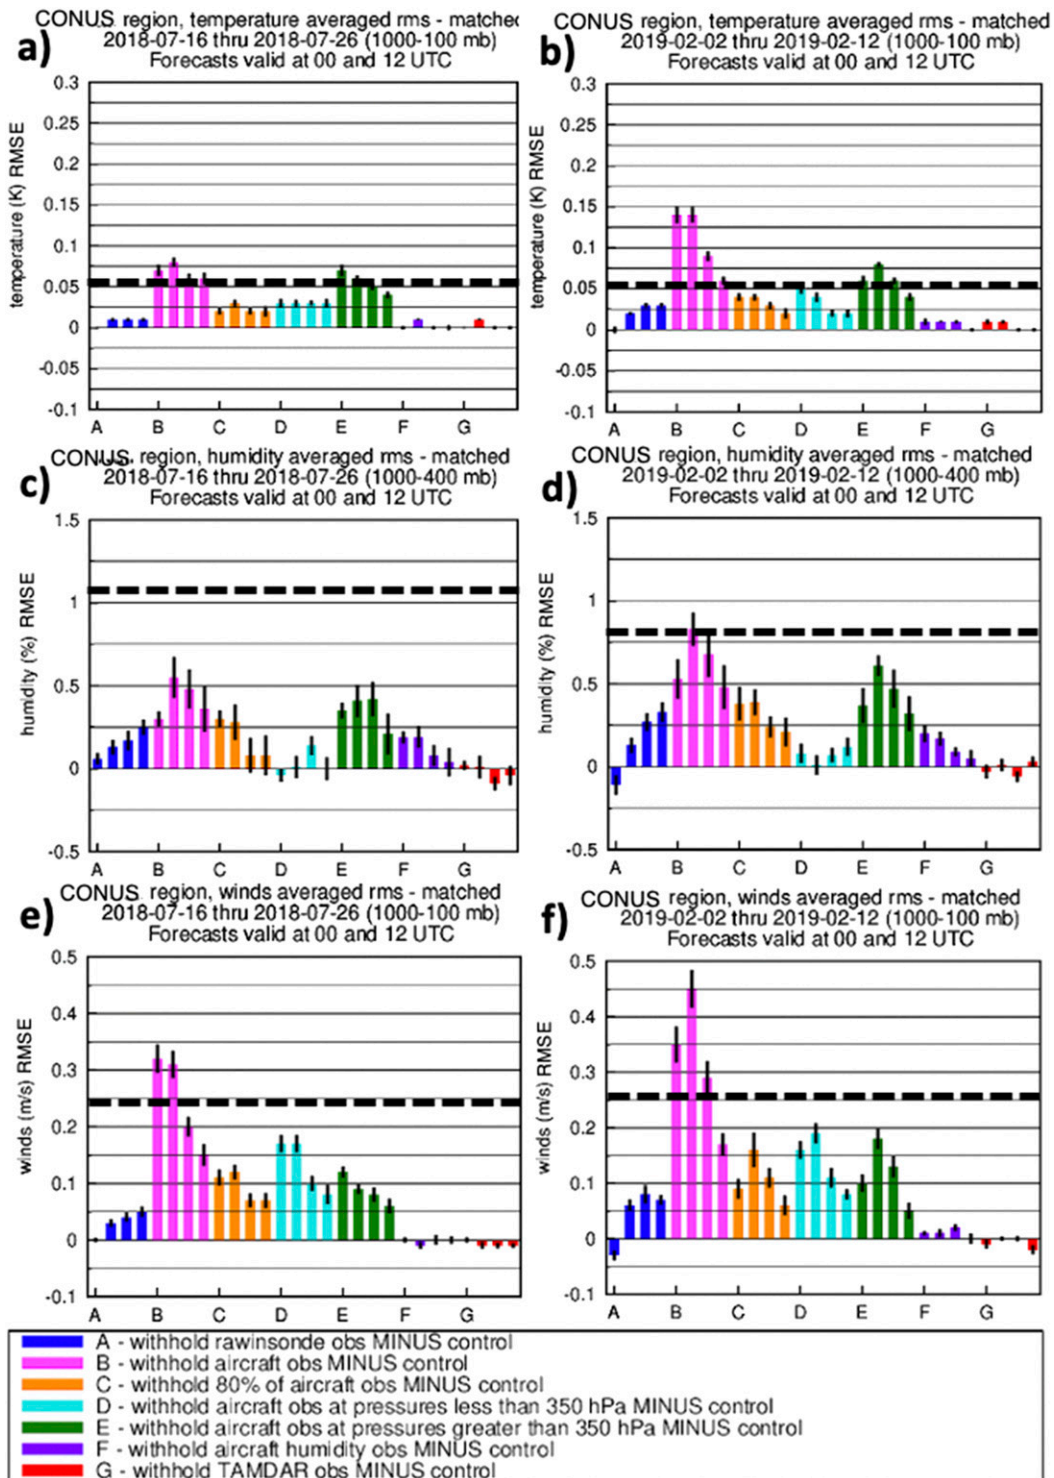 CONUS region, temperature averaged rms - matched
a) 2018-07-16 thru 2018-07-26 (1000-100 mb)
Forecasts valid at 00 and 12 UTC
temperature (K) RMSE
0.3
0.25
0.2
0.15
0.1
0.05
0
-0.05
-0.1
A B C D E F G
CONUS region, temperature averaged rms - matched
b) 2019-02-02 thru 2019-02-12 (1000-100 mb)
Forecasts valid at 00 and 12 UTC
temperature (K) RMSE
0.3
0.25
0.2
0.15
0.1
0.05
0
-0.05
-0.1
A B C D E F G
CONUS region, humidity averaged rms - matched
c) 2018-07-16 thru 2018-07-26 (1000-400 mb)
Forecasts valid at 00 and 12 UTC
humidity (%) RMSE
1.5
1
0.5
0
-0.5
A B C D E F G
CONUS region, humidity averaged rms - matched
d) 2019-02-02 thru 2019-02-12 (1000-400 mb)
Forecasts valid at 00 and 12 UTC
humidity (%) RMSE
1.5
1
0.5
0
-0.5
A B C D E F G
CONUS region, winds averaged rms - matched
e) 2018-07-16 thru 2018-07-26 (1000-100 mb)
Forecasts valid at 00 and 12 UTC
winds (m/s) RMSE
0.5
0.4
0.3
0.2
0.1
0
-0.1
A B C D E F G
CONUS region, winds averaged rms - matched
f) 2019-02-02 thru 2019-02-12 (1000-100 mb)
Forecasts valid at 00 and 12 UTC
winds (m/s) RMSE
0.5
0.4
0.3
0.2
0.1
0
-0.1
A B C D E F G
A - withhold rawinsonde obs MINUS control
B - withhold aircraft obs MINUS control
C - withhold 80% of aircraft obs MINUS control
D - withhold aircraft obs at pressures less than 350 hPa MINUS control
E - withhold aircraft obs at pressures greater than 350 hPa MINUS control
F - withhold aircraft humidity obs MINUS control
G - withhold TAMDAR obs MINUS control